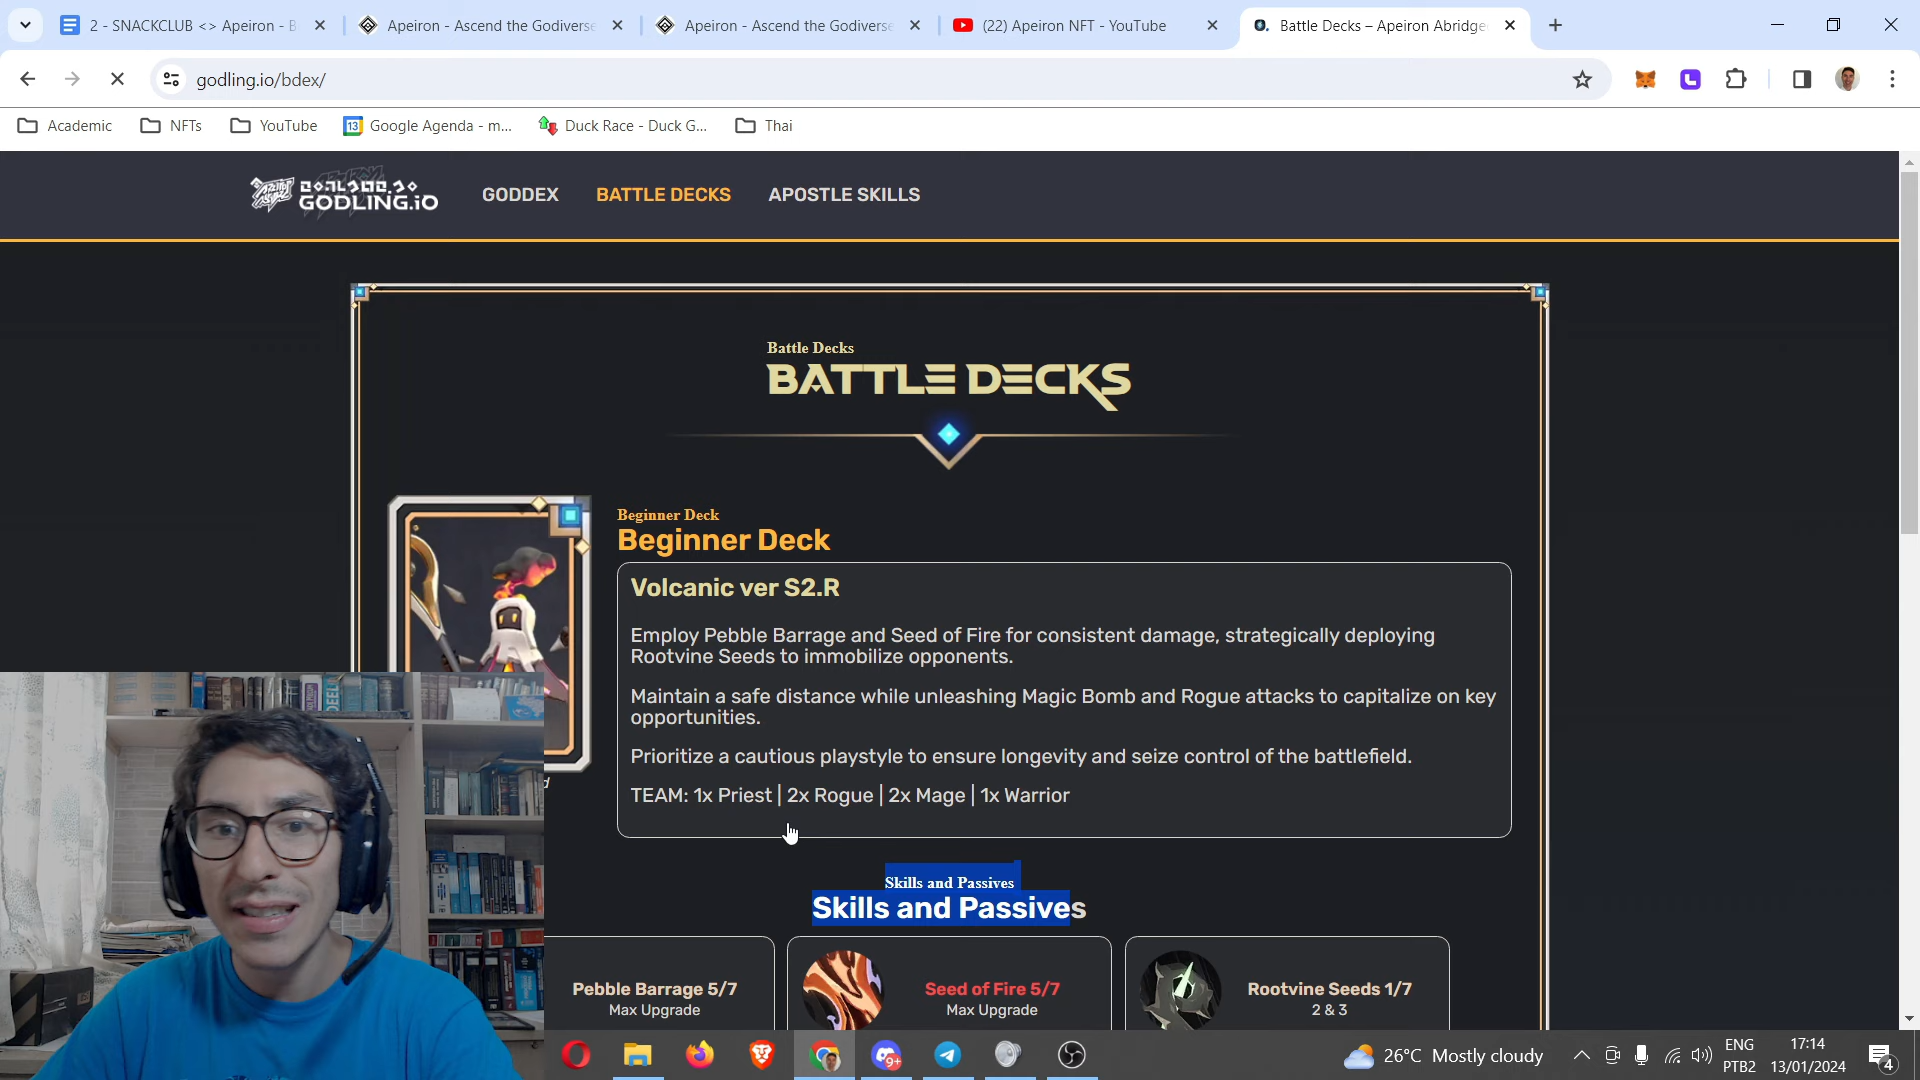 2 - SNACKCLUB <> Apeiron - B
Apeiron - Ascend the Godiverse
Apeiron - Ascend the Godiverse
(22) Apeiron NFT - YouTube
Battle Decks – Apeiron Abridge
godling.io/bdex/
Academic
NFTs
YouTube
13
Google Agenda - m...
Duck Race - Duck G...
Thai
GODLING.iO
GODDEX
BATTLE DECKS
APOSTLE SKILLS
Battle Decks
BATTLE DECKS
Beginner Deck
Beginner Deck
Volcanic ver S2.R
Employ Pebble Barrage and Seed of Fire for consistent damage, strategically deploying
Rootvine Seeds to immobilize opponents.
Maintain a safe distance while unleashing Magic Bomb and Rogue attacks to capitalize on key
opportunities.
Prioritize a cautious playstyle to ensure longevity and seize control of the battlefield.
TEAM: 1x Priest | 2x Rogue | 2x Mage | 1x Warrior
Skills and Passives
Skills and Passives
Pebble Barrage 5/7
Max Upgrade
Seed of Fire 5/7
Max Upgrade
Rootvine Seeds 1/7
2 & 3
9+
26°C Mostly cloudy
ENG
PTB2
17:14
13/01/2024
4